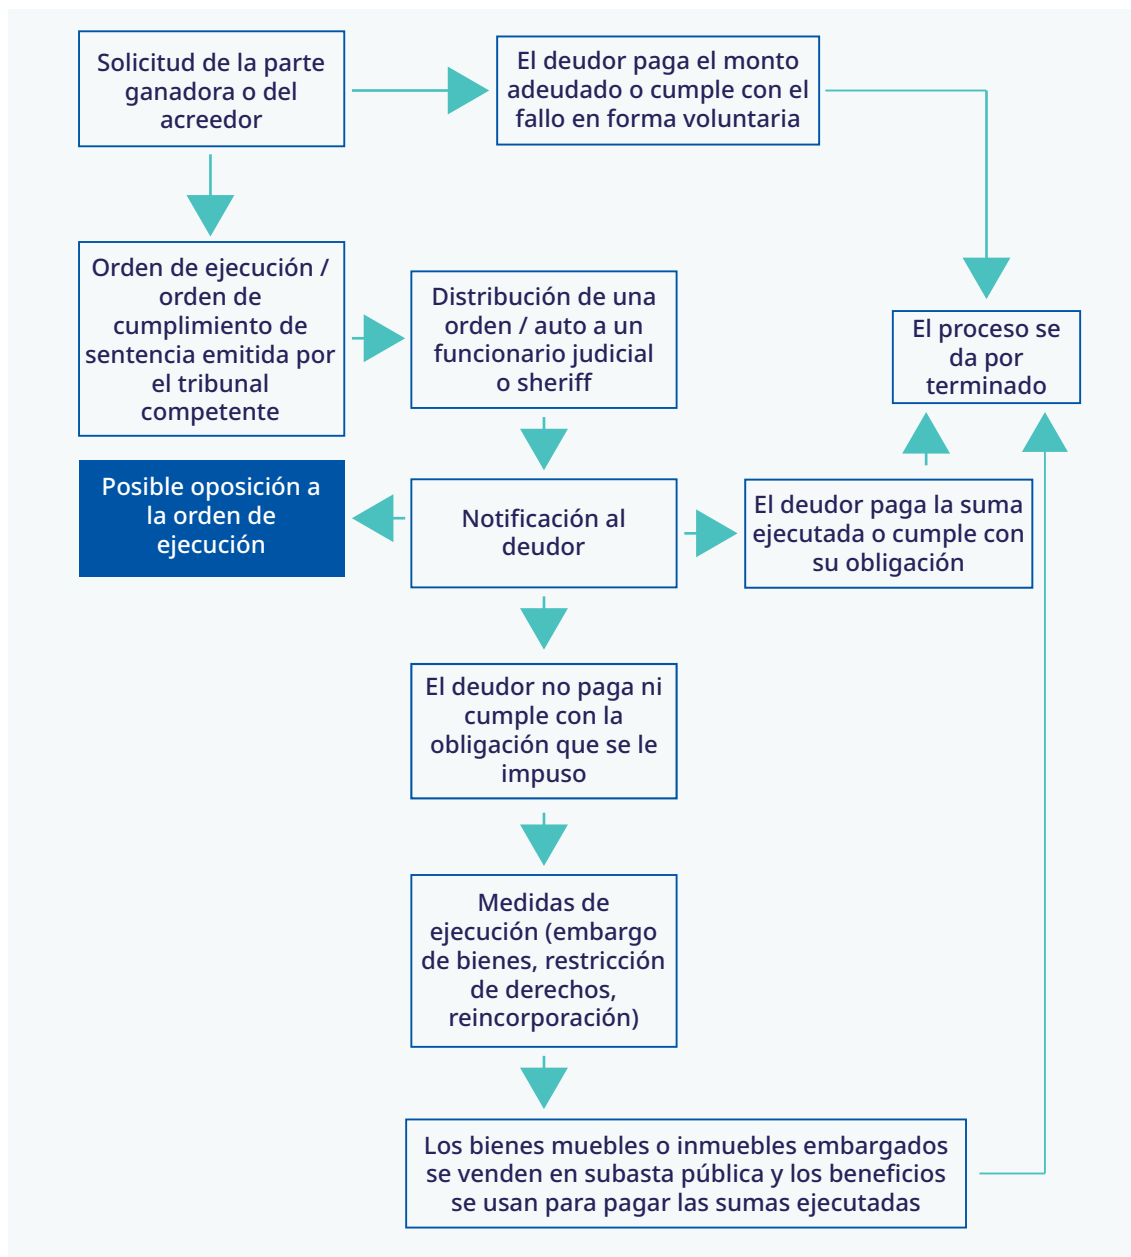 Solicitud de la parte
ganadora o del
acreedor
El deudor paga el monto
adeudado o cumple con el
fallo en forma voluntaria
Orden de ejecución /
orden de
cumplimiento de
sentencia emitida por
el tribunal
competente
Distribución de una
orden / auto a un
funcionario judicial
o sheriff
El proceso se
da por
terminado
Posible oposición a
la orden de
ejecución
Notificación al
deudor
El deudor paga la suma
ejecutada o cumple con
su obligación
El deudor no paga ni
cumple con la
obligación que se le
impuso
Medidas de
ejecución (embargo
de bienes, restricción
de derechos,
reincorporación)
Los bienes muebles o inmuebles embargados
se venden en subasta pública y los beneficios
se usan para pagar las sumas ejecutadas